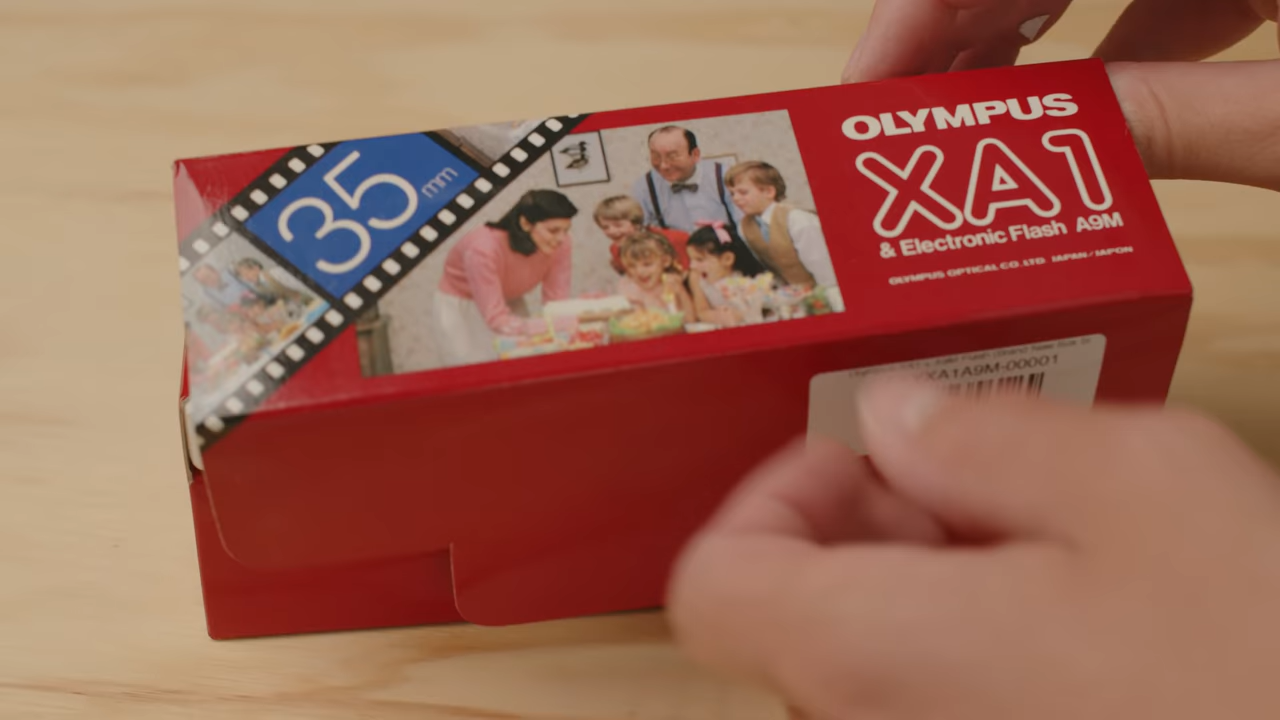 35
mm
OLYMPUS
XA1
& Electronic Flash A9M
OLYMPUS OPTICAL CO., LTD. JAPAN/JAPON
XA1A9M-00001